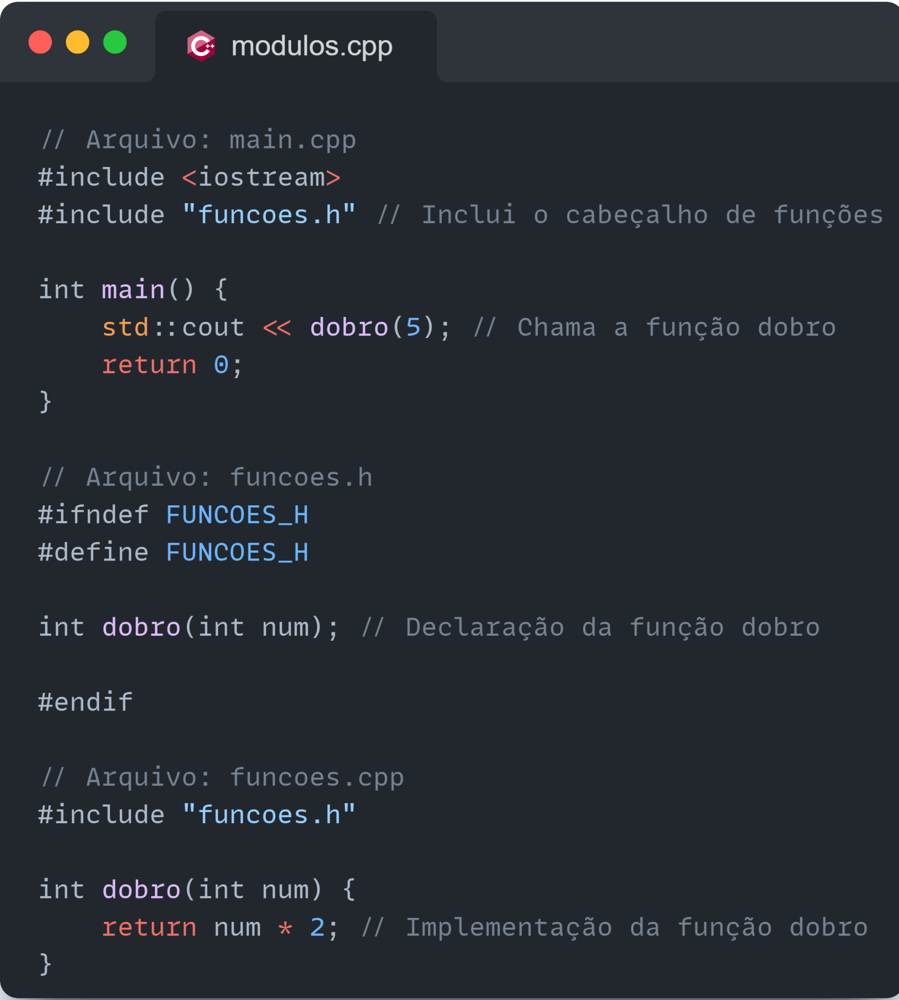 modulos.cpp
// Arquivo: main.cpp
#include <iostream>
#include "funcoes.h" // Inclui o cabeçalho de funções
int main() {
    std::cout << dobro(5); // Chama a função dobro
    return 0;
}
// Arquivo: funcoes.h
#ifndef FUNCOES_H
#define FUNCOES_H
int dobro(int num); // Declaração da função dobro
#endif
// Arquivo: funcoes.cpp
#include "funcoes.h"
int dobro(int num) {
    return num * 2; // Implementação da função dobro
}